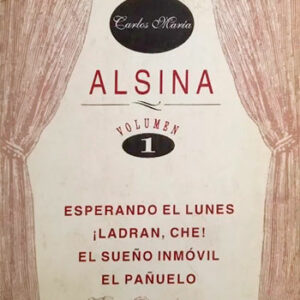 Carlos María
ALSINA
VOLUMEN
1
ESPERANDO EL LUNES
¡LADRAN, CHE!
EL SUEÑO INMÓVIL
EL PAÑUELO